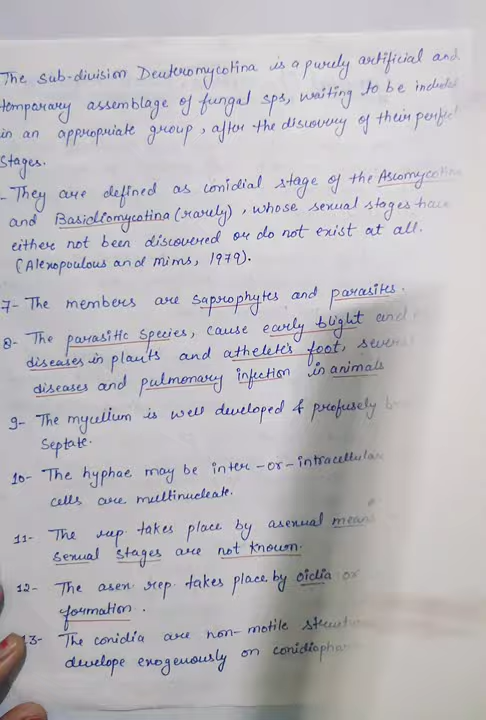 The sub-division Deuteromycotina is a purely artificial and
temporary assemblage of fungal sps, waiting to be
in an appropriate group, after the discovery of their
stages.
- They are defined as conidial stage of the
and Basidiomycotina (rarely), whose sexual stages
either not been discovered or do not exist at all.
(Alexopoulous and mims, 1979).
7- The members are saprophytes and parasites.
8- The parasitic species, cause early blight and
diseases in plants and athelete's foot,
diseases and pulmonary infection in animals
9- The mycelium is well developed & profusely
septate.
10- The hyphae may be inter-or-intracellular
cells are multinucleate.
11- The rep. takes place by asexual means
sexual stages are not known.
12- The asex. rep. takes place by oidia or
formation.
13- The conidia are non-motile
develope exogenously on